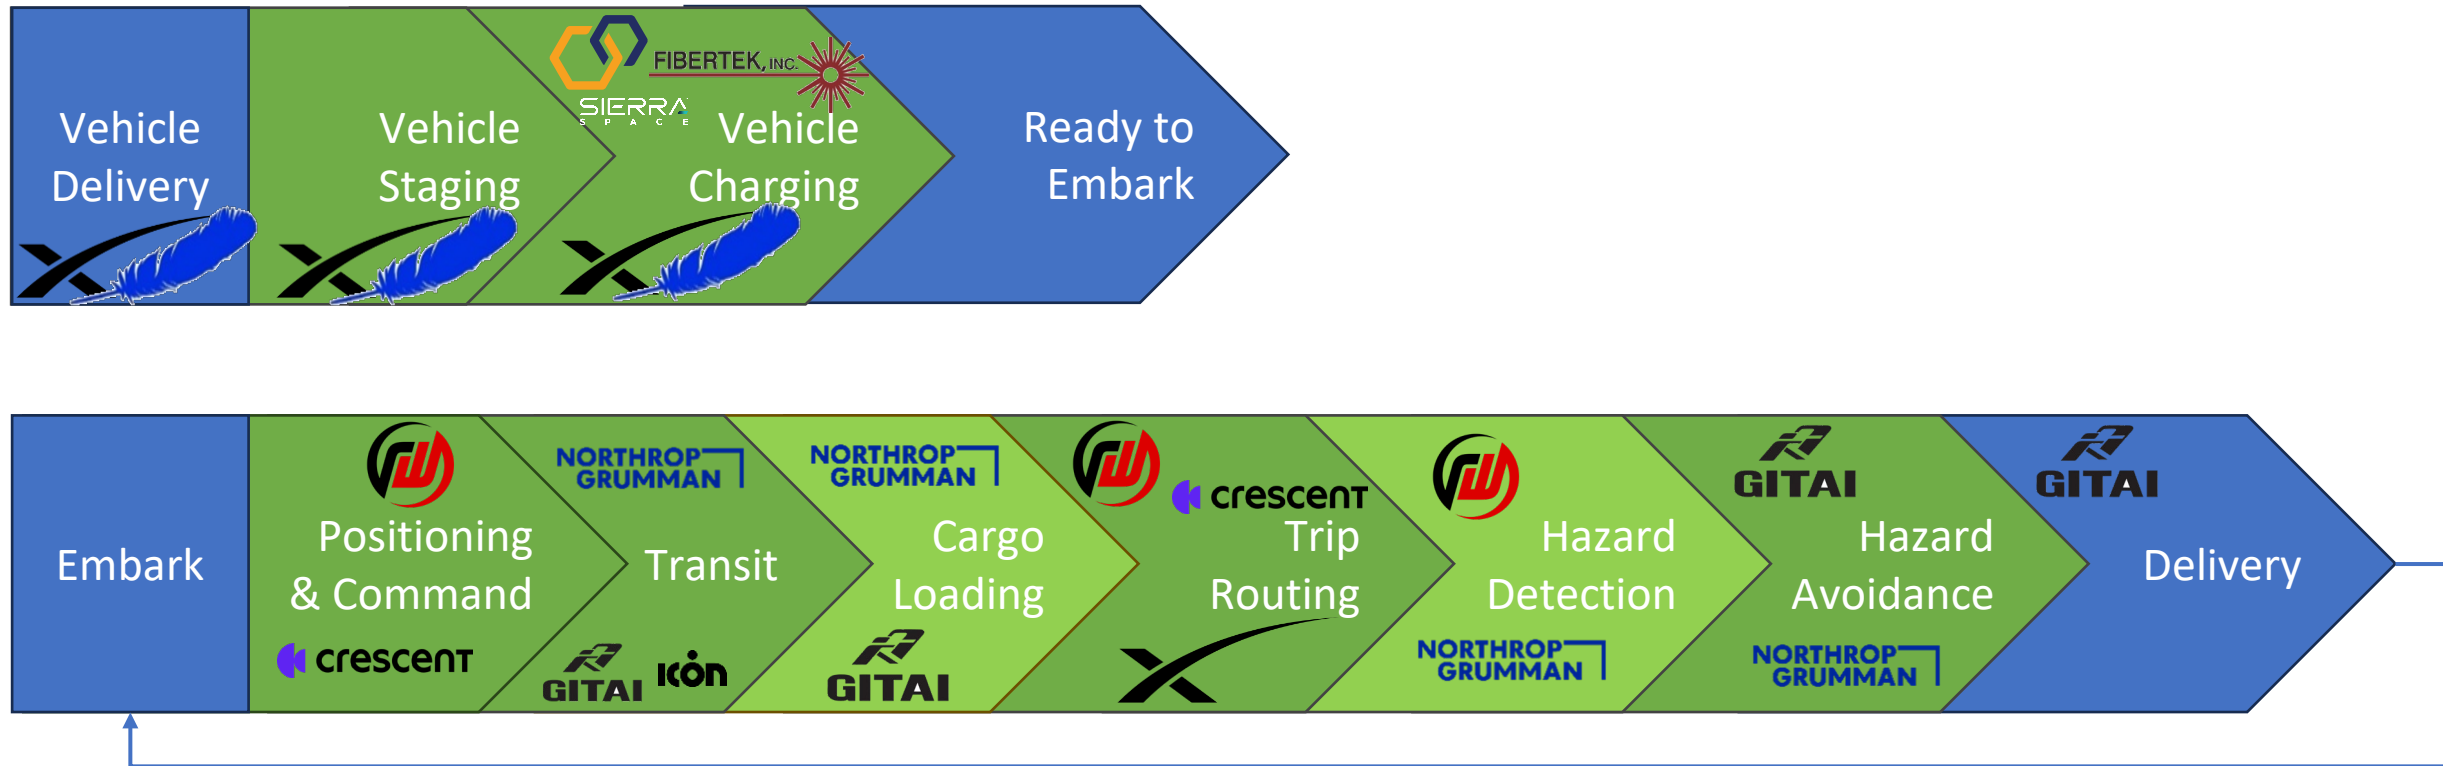 FIBERTEK, INC.
SIERRA
SPACE
Vehicle
Delivery
Vehicle
Staging
Vehicle
Charging
Ready to
Embark
X
X
X
Embark
Positioning
& Command
crescent
NORTHROP
GRUMMAN
Transit
GITAI
ICON
NORTHROP
GRUMMAN
Cargo
Loading
GITAI
crescent
Trip
Routing
X
Hazard
Detection
NORTHROP
GRUMMAN
GITAI
Hazard
Avoidance
NORTHROP
GRUMMAN
GITAI
Delivery